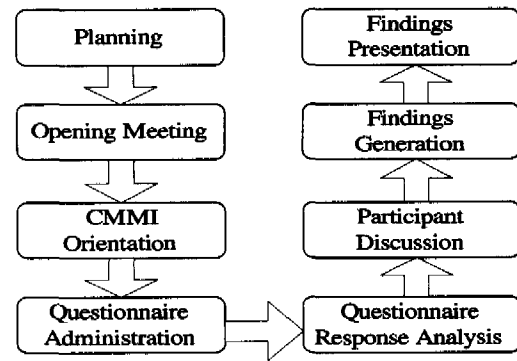 Planning
Opening Meeting
CMMI
Orientation
Questionnaire
Administration
Questionnaire
Response Analysis
Participant
Discussion
Findings
Generation
Findings
Presentation